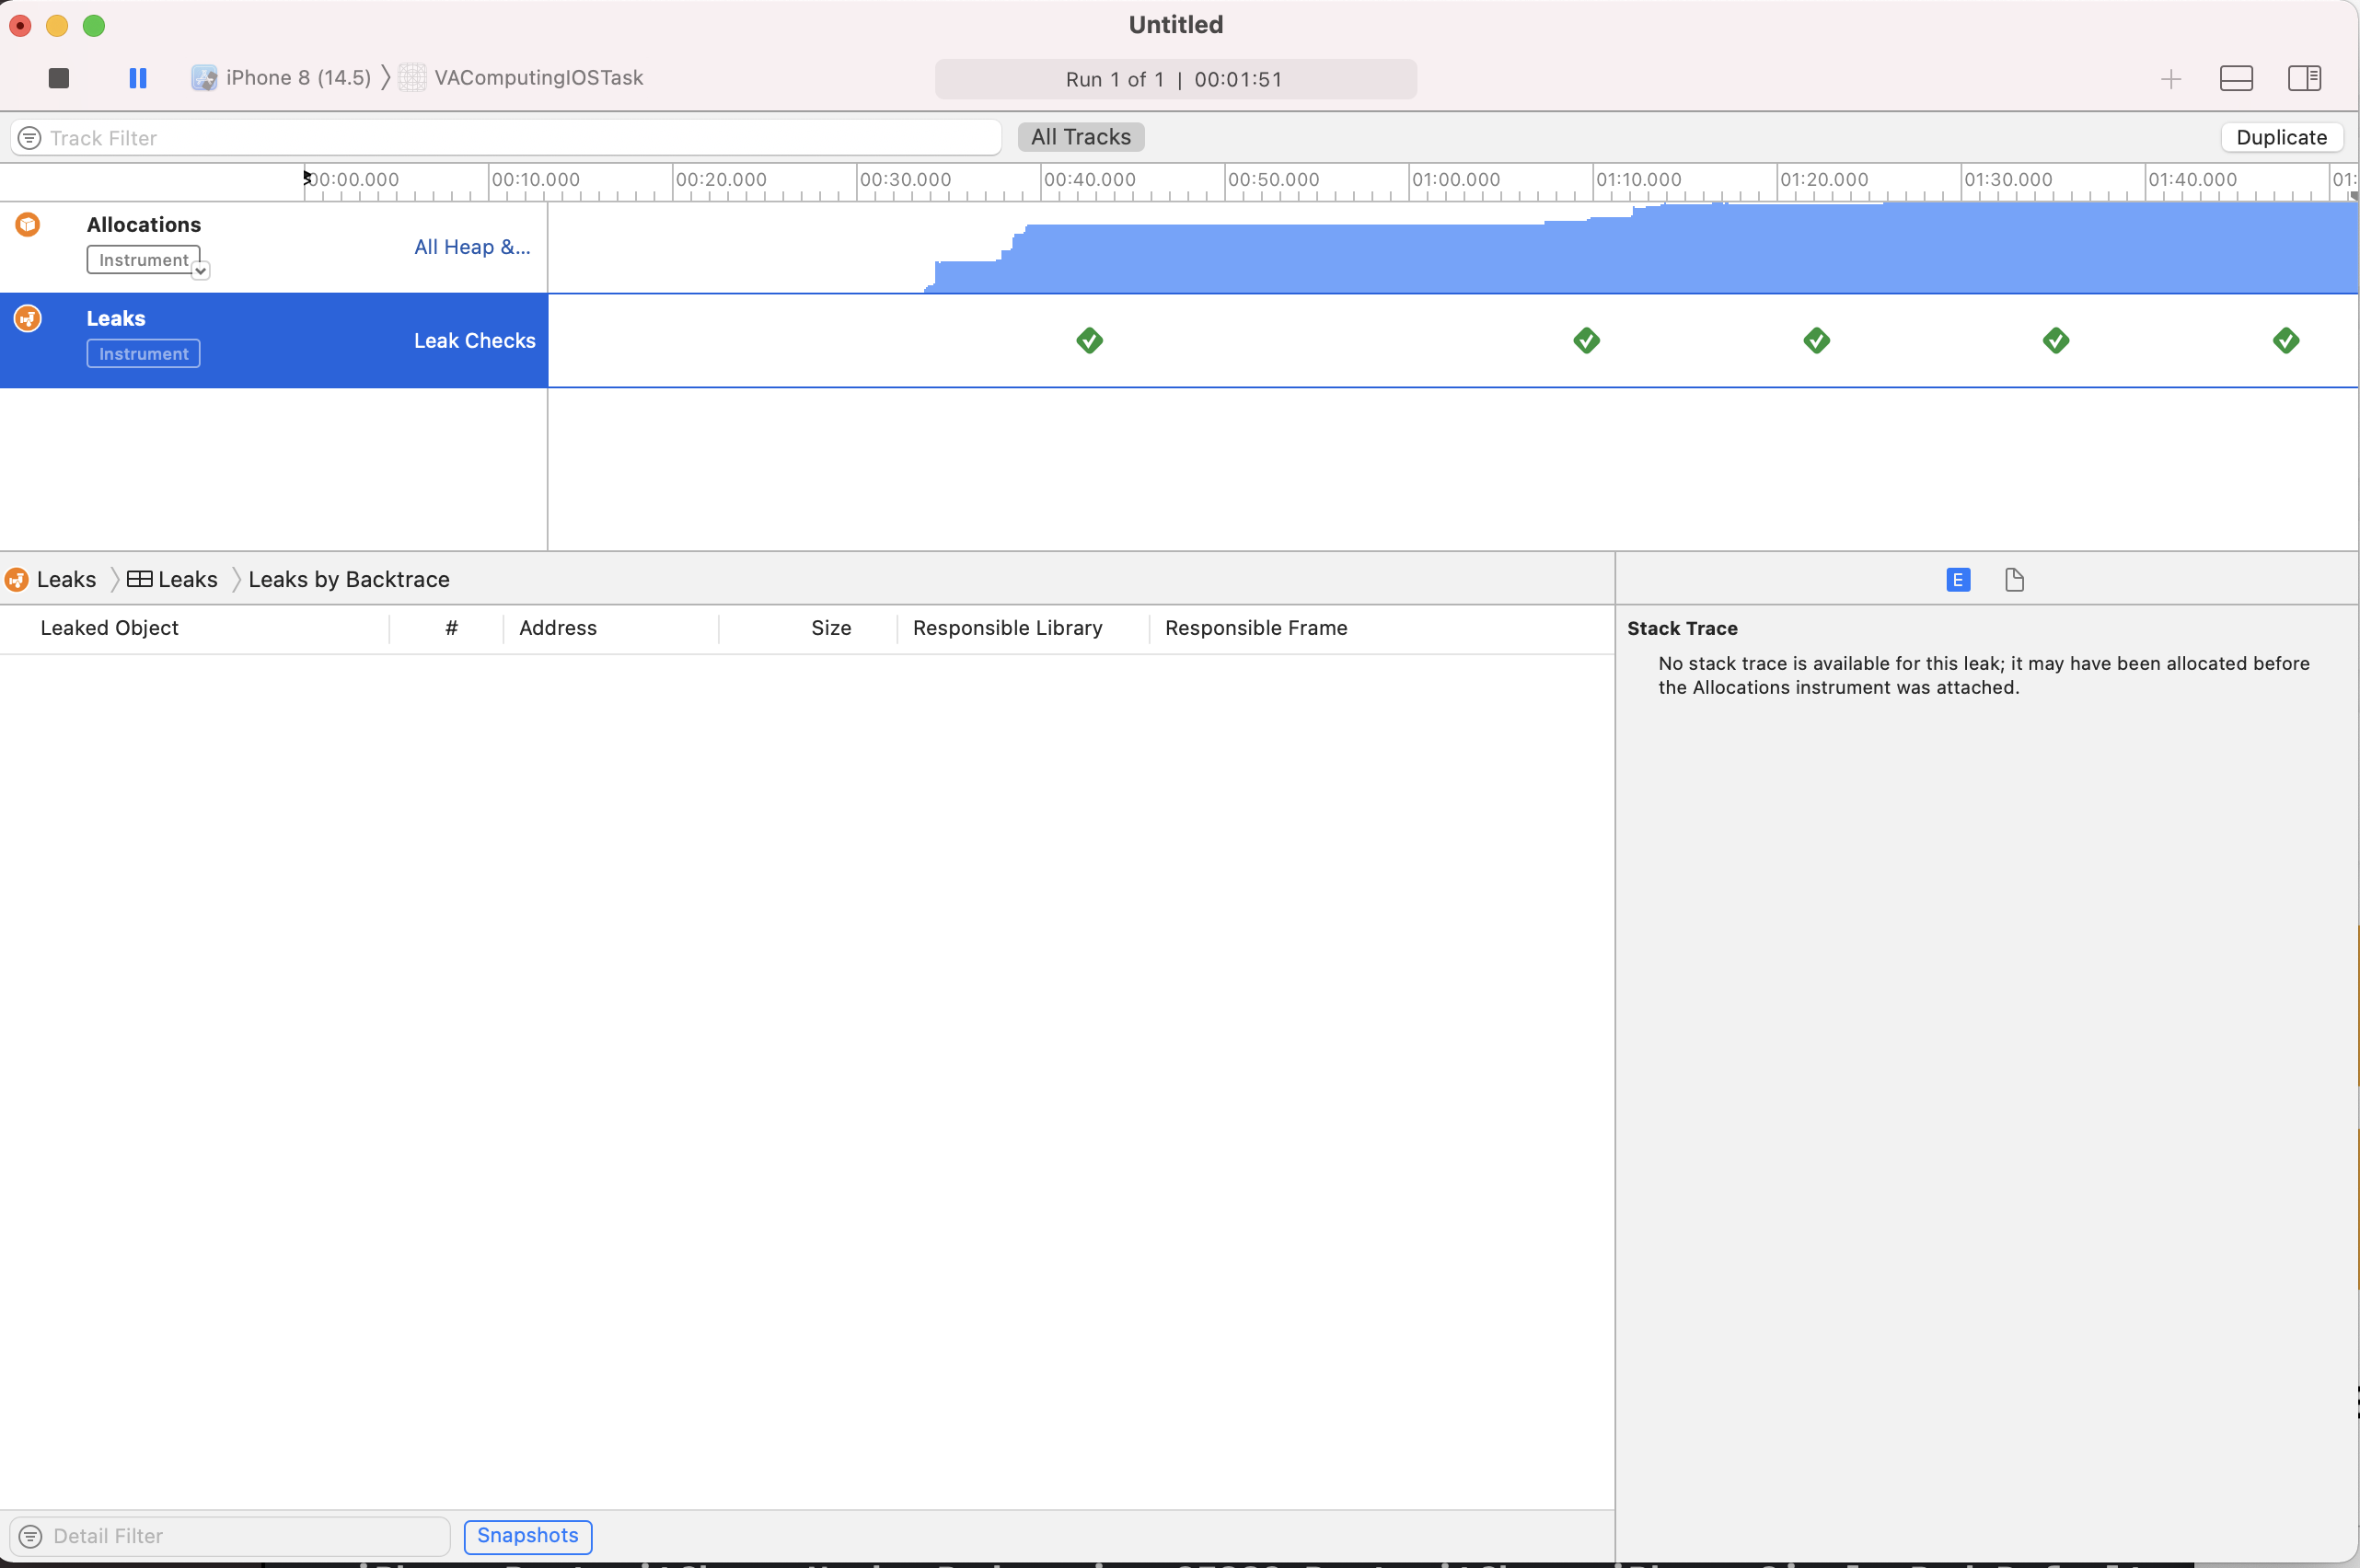 Untitled
iPhone 8 (14.5) VAComputingIOSTask
Run 1 of 1 | 00:01:51
Track Filter
All Tracks
Duplicate
00:00.000 00:10.000 00:20.000 00:30.000 00:40.000 00:50.000 01:00.000 01:10.000 01:20.000 01:30.000 01:40.000 01:
Allocations
Instrument
All Heap &...
Leaks
Instrument
Leak Checks
Leaks Leaks Leaks by Backtrace
E
Leaked Object # Address Size Responsible Library Responsible Frame
Stack Trace
No stack trace is available for this leak; it may have been allocated before
the Allocations instrument was attached.
Detail Filter
Snapshots